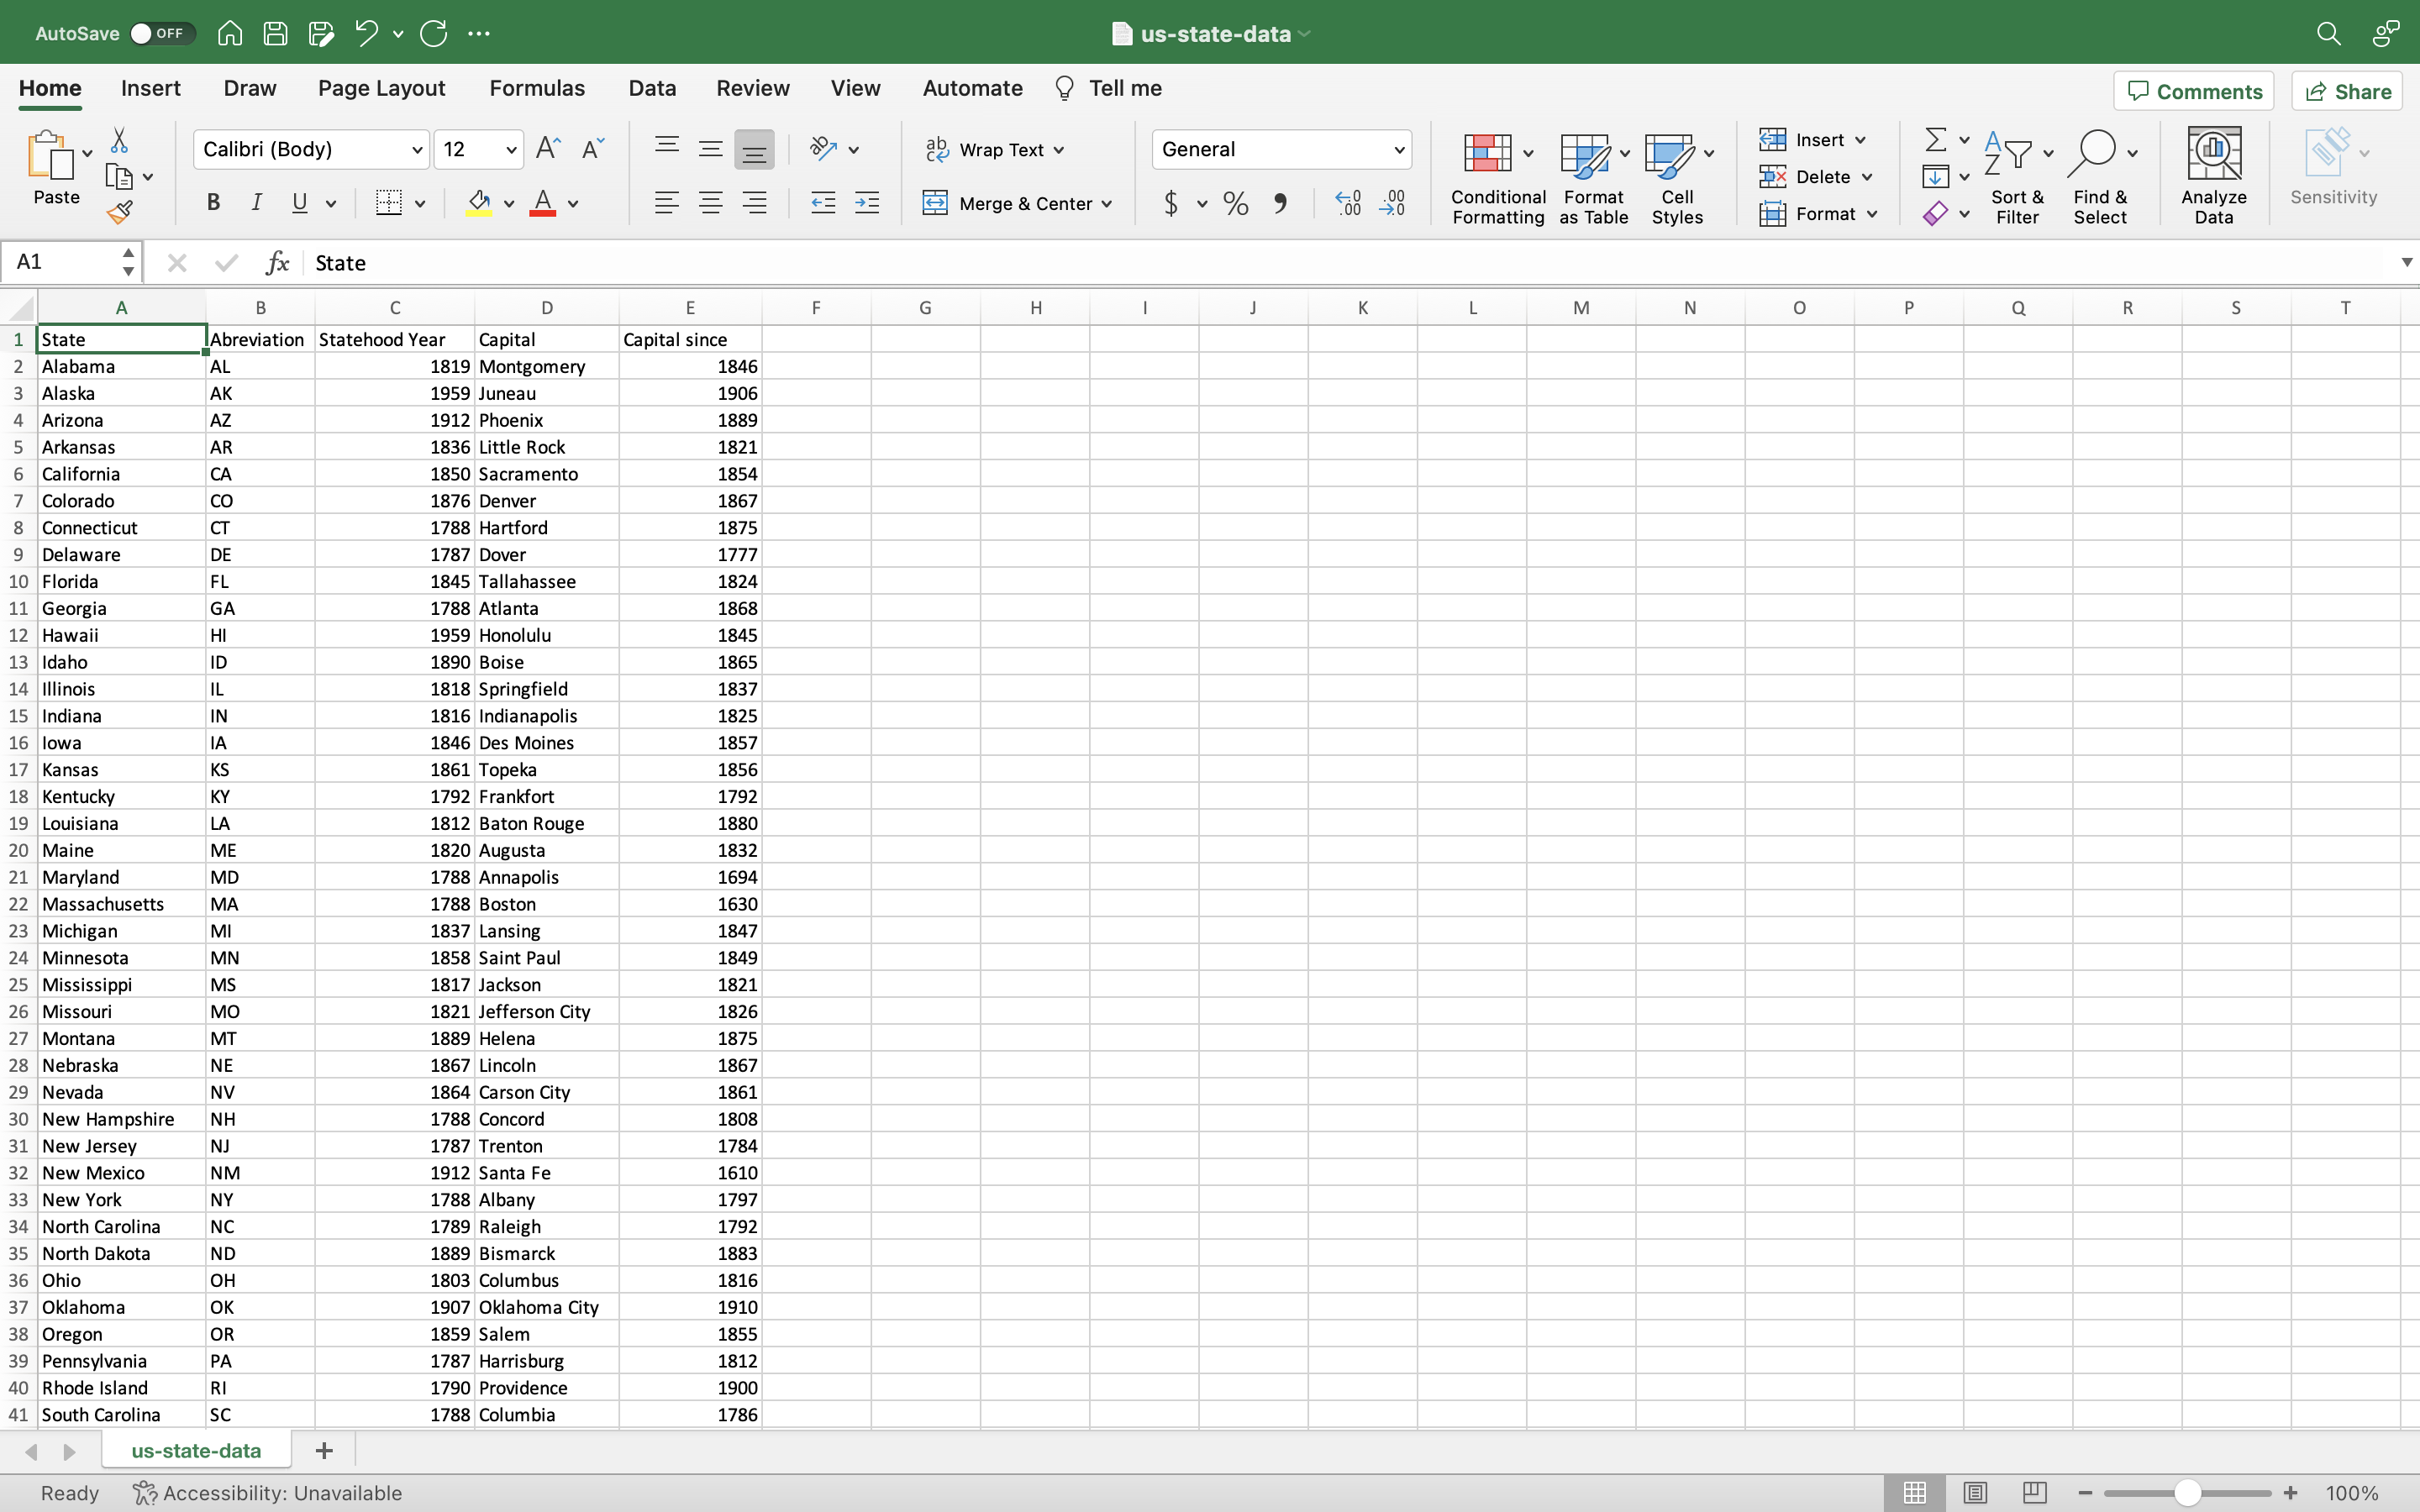 AutoSave OFF us-state-data
Home Insert Draw Page Layout Formulas Data Review View Automate Tell me Comments Share
Paste Calibri (Body) 12 Wrap Text General Conditional Formatting Format as Table Cell Styles Insert Sort & Filter Find & Select Analyze Data Sensitivity
B I U Merge & Center $ % Delete
Format
A1 fx State
A B C D E F G H I J K L M N O P Q R S T
1 State Abreviation Statehood Year Capital Capital since
2 Alabama AL 1819 Montgomery 1846
3 Alaska AK 1959 Juneau 1906
4 Arizona AZ 1912 Phoenix 1889
5 Arkansas AR 1836 Little Rock 1821
6 California CA 1850 Sacramento 1854
7 Colorado CO 1876 Denver 1867
8 Connecticut CT 1788 Hartford 1875
9 Delaware DE 1787 Dover 1777
10 Florida FL 1845 Tallahassee 1824
11 Georgia GA 1788 Atlanta 1868
12 Hawaii HI 1959 Honolulu 1845
13 Idaho ID 1890 Boise 1865
14 Illinois IL 1818 Springfield 1837
15 Indiana IN 1816 Indianapolis 1825
16 Iowa IA 1846 Des Moines 1857
17 Kansas KS 1861 Topeka 1856
18 Kentucky KY 1792 Frankfort 1792
19 Louisiana LA 1812 Baton Rouge 1880
20 Maine ME 1820 Augusta 1832
21 Maryland MD 1788 Annapolis 1694
22 Massachusetts MA 1788 Boston 1630
23 Michigan MI 1837 Lansing 1847
24 Minnesota MN 1858 Saint Paul 1849
25 Mississippi MS 1817 Jackson 1821
26 Missouri MO 1821 Jefferson City 1826
27 Montana MT 1889 Helena 1875
28 Nebraska NE 1867 Lincoln 1867
29 Nevada NV 1864 Carson City 1861
30 New Hampshire NH 1788 Concord 1808
31 New Jersey NJ 1787 Trenton 1784
32 New Mexico NM 1912 Santa Fe 1610
33 New York NY 1788 Albany 1797
34 North Carolina NC 1789 Raleigh 1792
35 North Dakota ND 1889 Bismarck 1883
36 Ohio OH 1803 Columbus 1816
37 Oklahoma OK 1907 Oklahoma City 1910
38 Oregon OR 1859 Salem 1855
39 Pennsylvania PA 1787 Harrisburg 1812
40 Rhode Island RI 1790 Providence 1900
41 South Carolina SC 1788 Columbia 1786
us-state-data +
Ready Accessibility: Unavailable 100%